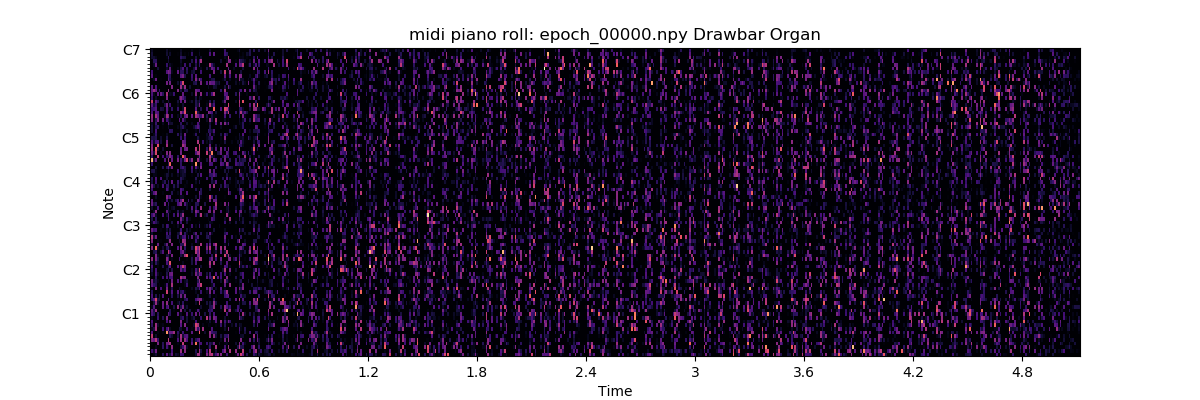 midi piano roll: epoch_00000.npy Drawbar Organ
C7
C6
C5
C4
C3
C2
C1
Note
0 0.6 1.2 1.8 2.4 3 3.6 4.2 4.8
Time